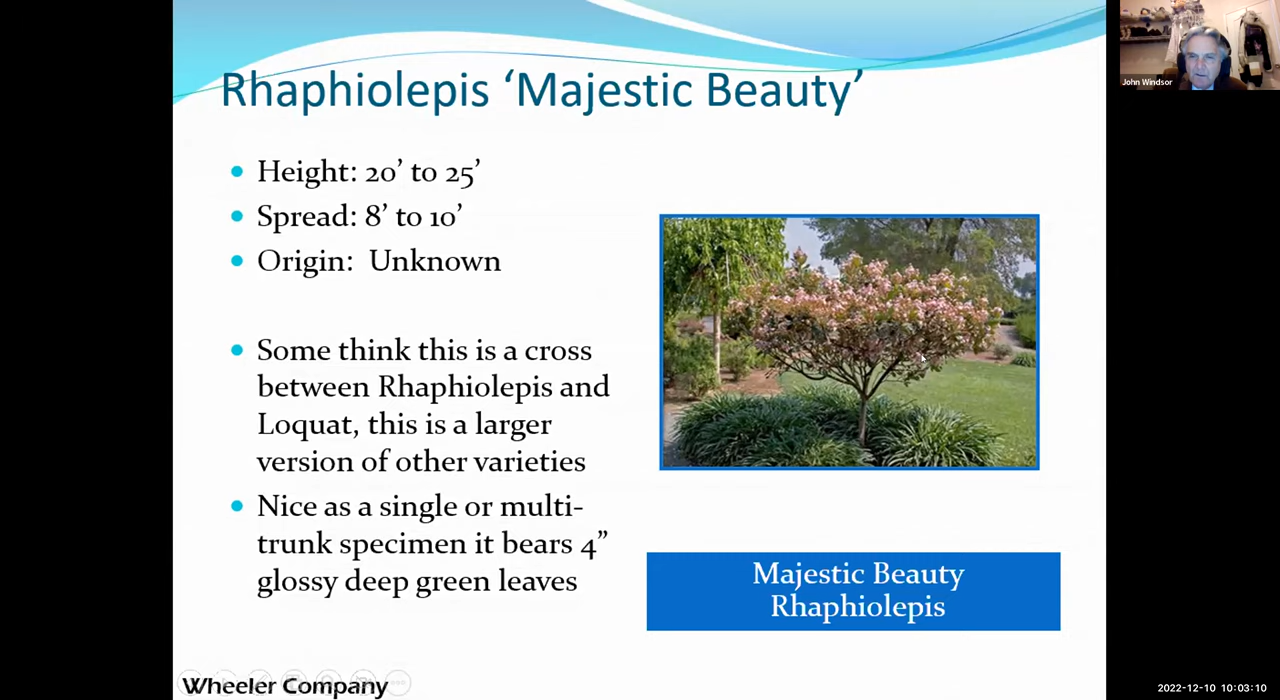 Rhaphiolepis ‘Majestic Beauty’
John Windsor
Height: 20’ to 25’
Spread: 8’ to 10’
Origin:  Unknown
Some think this is a cross
between Rhaphiolepis and
Loquat, this is a larger
version of other varieties
Nice as a single or multi-
trunk specimen it bears 4”
glossy deep green leaves
Majestic Beauty
Rhaphiolepis
Wheeler Company
2022-12-10 10:03:10